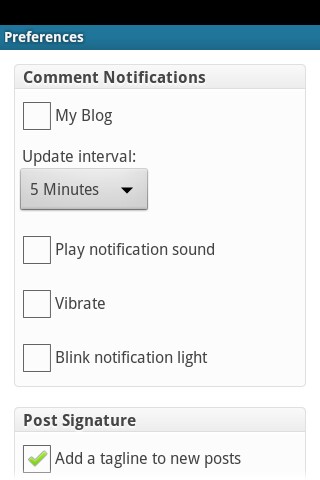 Preferences
Comment Notifications
My Blog
Update interval:
5 Minutes
Play notification sound
Vibrate
Blink notification light
Post Signature
Add a tagline to new posts